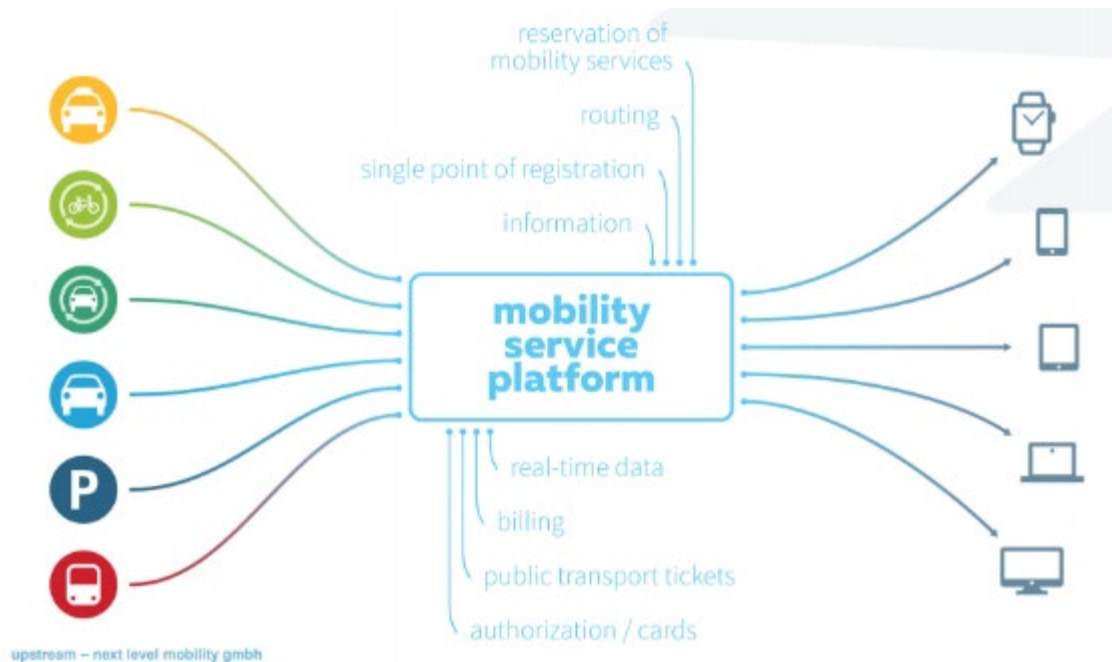 reservation of
mobility services
routing
single point of registration
information
mobility
service
platform
P
real-time data
billing
public transport tickets
authorization / cards
upstream – next level mobility gmbh